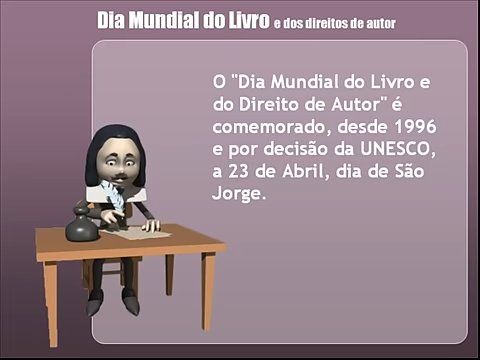 Dia Mundial do Livro e dos direitos de autor
O "Dia Mundial do Livro e
do Direito de Autor" é
comemorado, desde 1996
e por decisão da UNESCO,
a 23 de Abril, dia de São
Jorge.